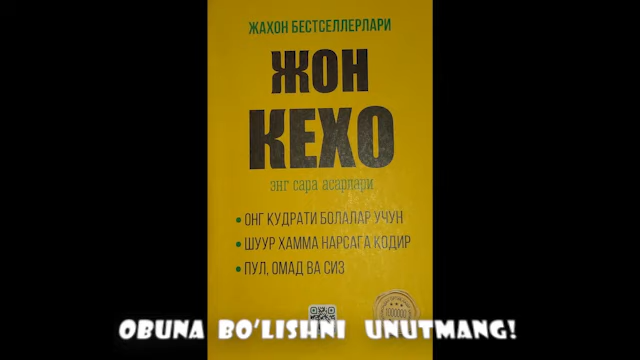 ЖАХОН БЕСТСЕЛЛЕРЛАРИ
ЖОН
КЕХО
энг сара асарлари
• ОНГ КУДРАТИ БОЛАЛАР УЧУН
• ШУУР ХАММА НАРСАГА КОДИР
• ПУЛ, ОМАД ВА СИЗ
1000000
OBUNA BO'LISHNI UNUTMANG!